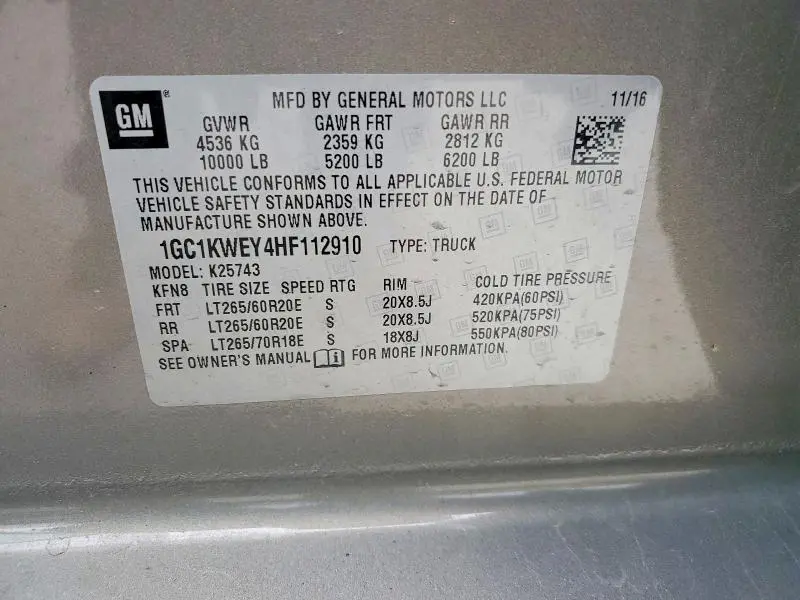 GM® MFD BY GENERAL MOTORS LLC 11/16
GVWR GAWR FRT GAWR RR
4536 KG 2359 KG 2812 KG
10000 LB 5200 LB 6200 LB
THIS VEHICLE CONFORMS TO ALL APPLICABLE U.S. FEDERAL MOTOR
VEHICLE SAFETY STANDARDS IN EFFECT ON THE DATE OF
MANUFACTURE SHOWN ABOVE.
1GC1KWEY4HF112910 TYPE: TRUCK
MODEL: K25743
KFN8 TIRE SIZE SPEED RTG RIM COLD TIRE PRESSURE
FRT LT265/60R20E S 20X8.5J 420KPA(60PSI)
RR LT265/60R20E S 20X8.5J 520KPA(75PSI)
SPA LT265/70R18E S 18X8J 550KPA(80PSI)
SEE OWNER'S MANUAL FOR MORE INFORMATION.